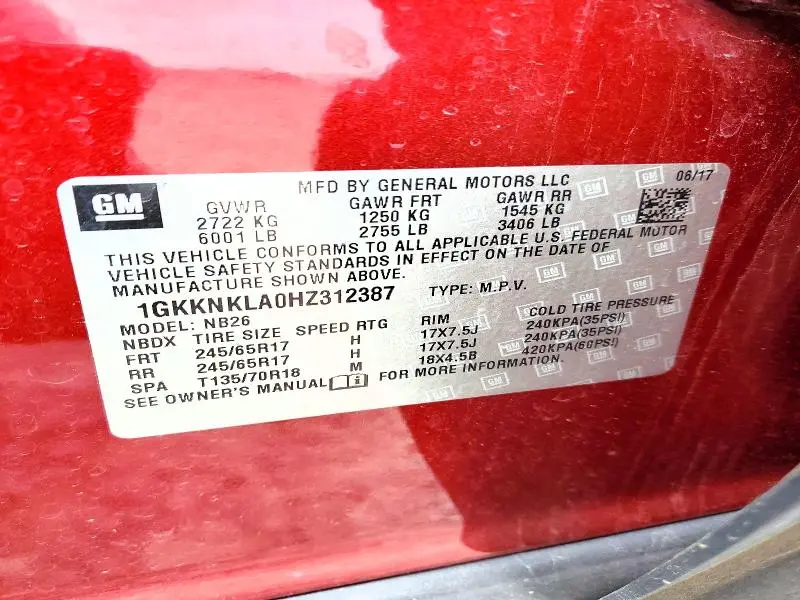 GM
MFD BY GENERAL MOTORS LLC 06/17
GVWR GAWR FRT GAWR RR
2722 KG 1250 KG 1545 KG
6001 LB 2755 LB 3406 LB
THIS VEHICLE CONFORMS TO ALL APPLICABLE U.S. FEDERAL MOTOR
VEHICLE SAFETY STANDARDS IN EFFECT ON THE DATE OF
MANUFACTURE SHOWN ABOVE.
1GKKNKLA0HZ312387 TYPE: M.P.V.
MODEL: NB26
NBDX TIRE SIZE SPEED RTG RIM COLD TIRE PRESSURE
FRT 245/65R17 H 17X7.5J 240KPA(35PSI)
RR 245/65R17 H 17X7.5J 240KPA(35PSI)
SPA T135/70R18 M 18X4.5B 420KPA(60PSI)
SEE OWNER'S MANUAL FOR MORE INFORMATION.